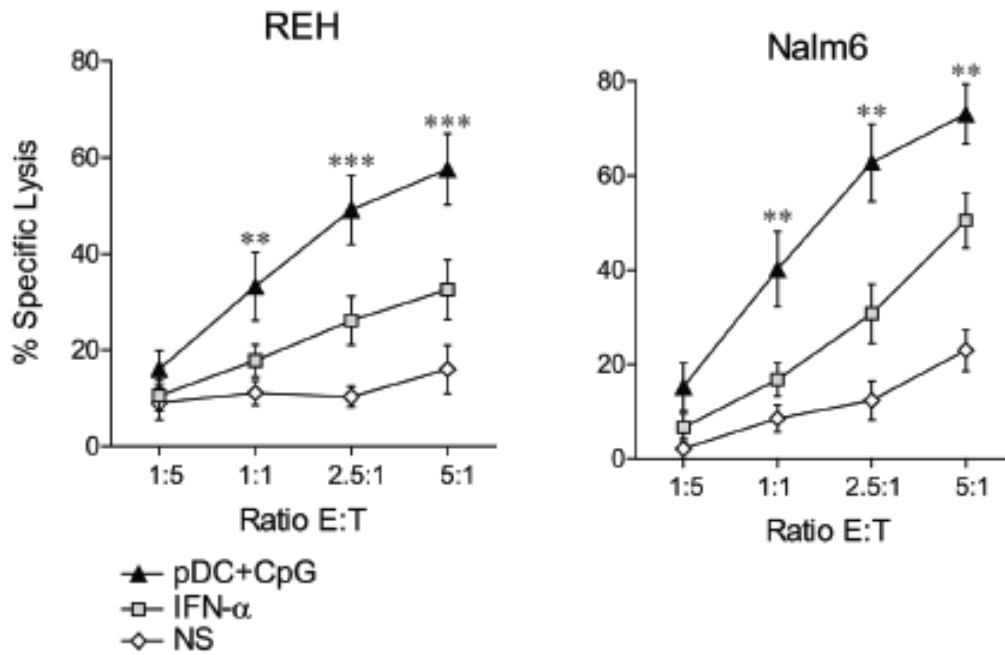 REH
% Specific Lysis
80
60
40
20
0
***
***
**
1:5 1:1 2.5:1 5:1
Ratio E:T
Nalm6
80
60
40
20
0
**
**
**
1:5 1:1 2.5:1 5:1
Ratio E:T
pDC+CpG
IFN-α
NS